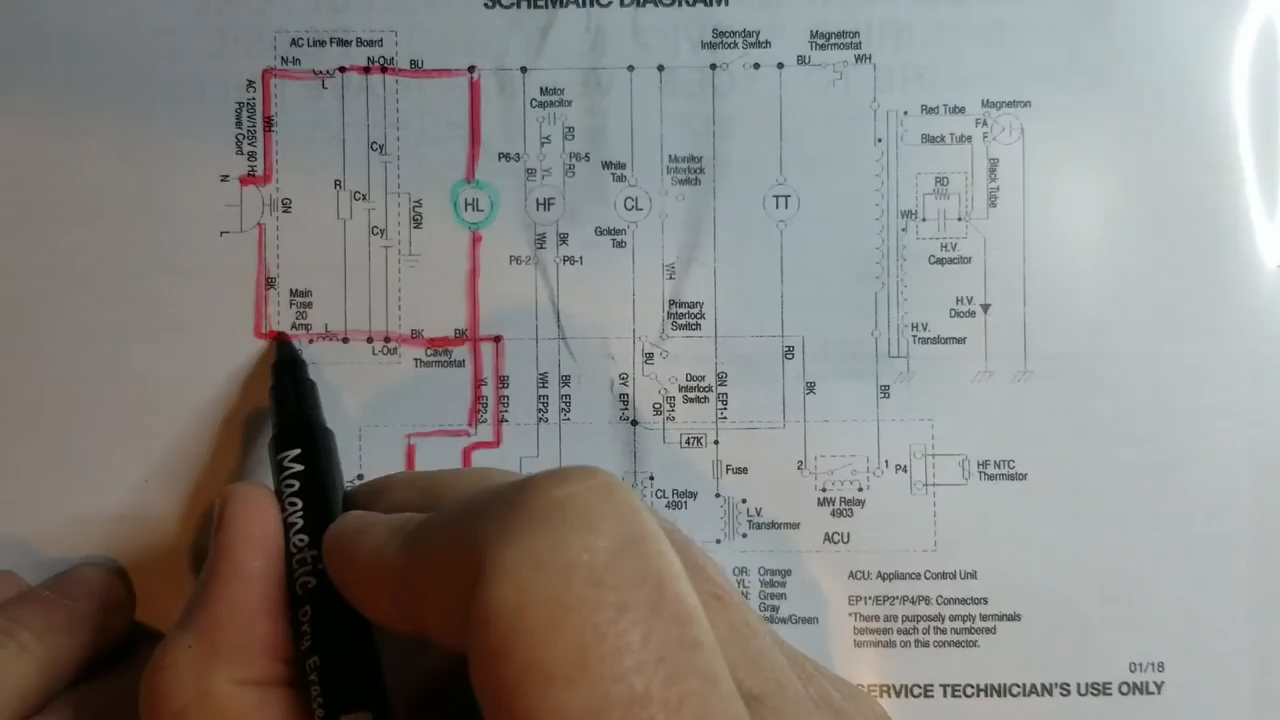 SCHEMATIC DIAGRAM
AC Line Filter Board
N-In
N-Out
BU
L
AC 120V/125V 60 Hz
Power Cord
WH
N
GN
L
BK
R
Cx
Cy
Cy
YL/GN
Main
Fuse
20
Amp
L
L-Out
BK
BK
Cavity
Thermostat
HL
YL EP2-3
BR EP1-4
Motor
Capacitor
YL
RD
P6-3
P6-5
BU
YL
RD
HF
WH
BK
P6-2
P6-1
WH EP2-2
BK EP2-1
White
Tab
CL
Golden
Tab
GY EP1-3
Secondary
Interlock Switch
Monitor
Interlock
Switch
WH
Primary
Interlock
Switch
BU
Door
Interlock
Switch
OR
EP1-2
GN EP1-1
47K
Fuse
CL Relay
4901
L.V.
Transformer
TT
RD
BK
Magnetron
Thermostat
BU
WH
Red Tube
Black Tube
Magnetron
FA
F
Black Tube
RD
WH
H.V.
Capacitor
H.V.
Diode
H.V.
Transformer
BR
2
1
MW Relay
4903
P4
HF NTC
Thermistor
ACU
OR: Orange
YL: Yellow
N: Green
Gray
ellow/Green
ACU: Appliance Control Unit
EP1*/EP2*/P4/P6: Connectors
*There are purposely empty terminals
between each of the numbered
terminals on this connector.
01/18
SERVICE TECHNICIAN'S USE ONLY
Magnetic Dry Erase